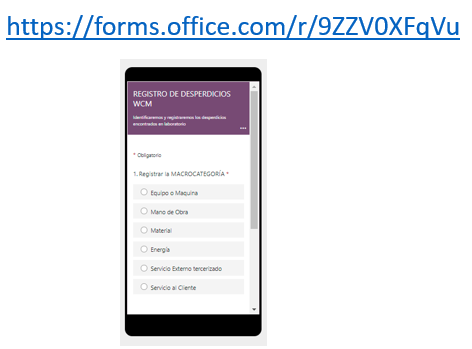 https://forms.office.com/r/9ZZV0XFqVu
REGISTRO DE DESPERDICIOS
WCM
Identificaremos y registraremos los desperdicios
encontrados en laboratorio
...
* Obligatorio
1. Registrar la MACROCATEGORÍA *
Equipo o Maquina
Mano de Obra
Material
Energía
Servicio Externo tercerizado
Servicio al Cliente